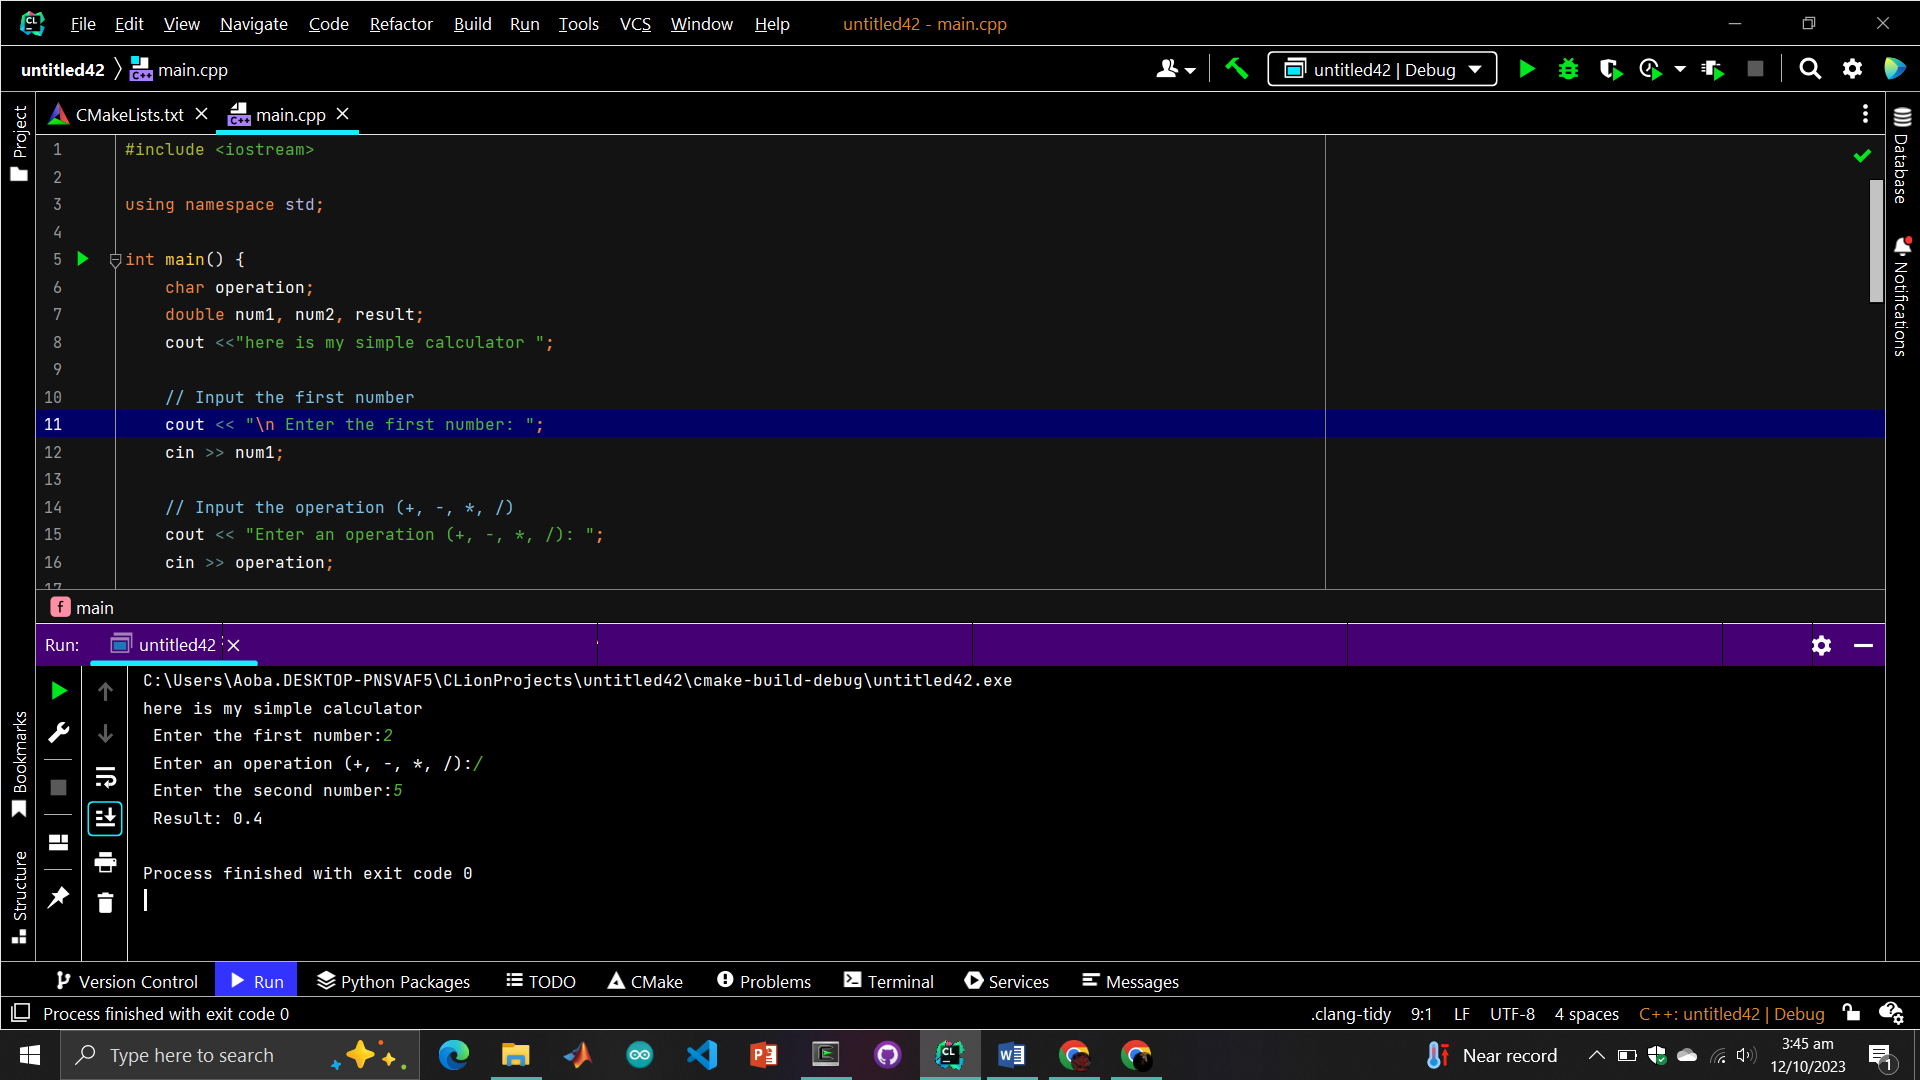 File Edit View Navigate Code Refactor Build Run Tools VCS Window Help untitled42 - main.cpp
untitled42 main.cpp untitled42 | Debug
CMakeLists.txt main.cpp
Project
Database
Notifications
1 #include <iostream>
2
3 using namespace std;
4
5 int main() {
6 char operation;
7 double num1, num2, result;
8 cout <<"here is my simple calculator ";
9
10 // Input the first number
11 cout << "\n Enter the first number: ";
12 cin >> num1;
13
14 // Input the operation (+, -, *, /)
15 cout << "Enter an operation (+, -, *, /): ";
16 cin >> operation;
17
f main
Run: untitled42
C:\Users\Aoba.DESKTOP-PNSVAF5\CLionProjects\untitled42\cmake-build-debug\untitled42.exe
here is my simple calculator
Enter the first number:2
Enter an operation (+, -, *, /):/
Enter the second number:5
Result: 0.4
Process finished with exit code 0
Bookmarks
Structure
Version Control Run Python Packages TODO CMake Problems Terminal Services Messages
Process finished with exit code 0 .clang-tidy 9:1 LF UTF-8 4 spaces C++: untitled42 | Debug
Type here to search Near record 3:45 am
12/10/2023 1